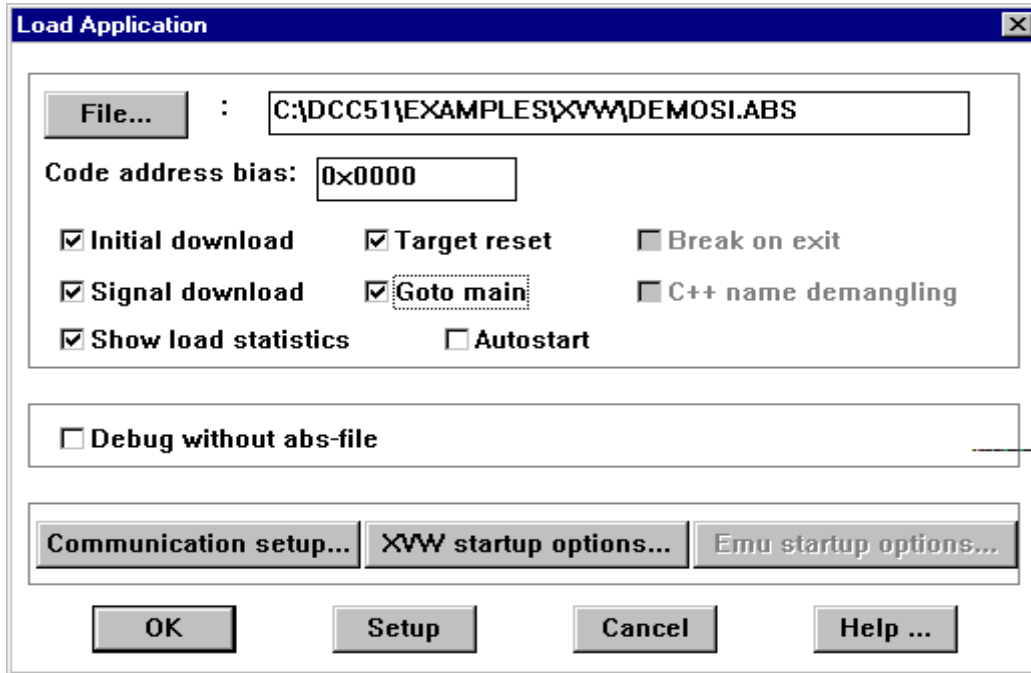 Load Application
File... : C:\DCC51\EXAMPLES\XVW\DEMOSI.ABS
Code address bias: 0x0000
Initial download Target reset Break on exit
Signal download Goto main C++ name demangling
Show load statistics Autostart
Debug without abs-file
Communication setup... XVW startup options... Emu startup options...
OK Setup Cancel Help ...